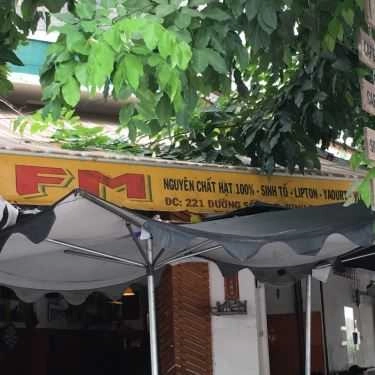 FM
NGUYÊN CHẤT HẠT 100% - SINH TỐ - LIPTON - YAOURT
ĐC: 221 ĐƯỜNG